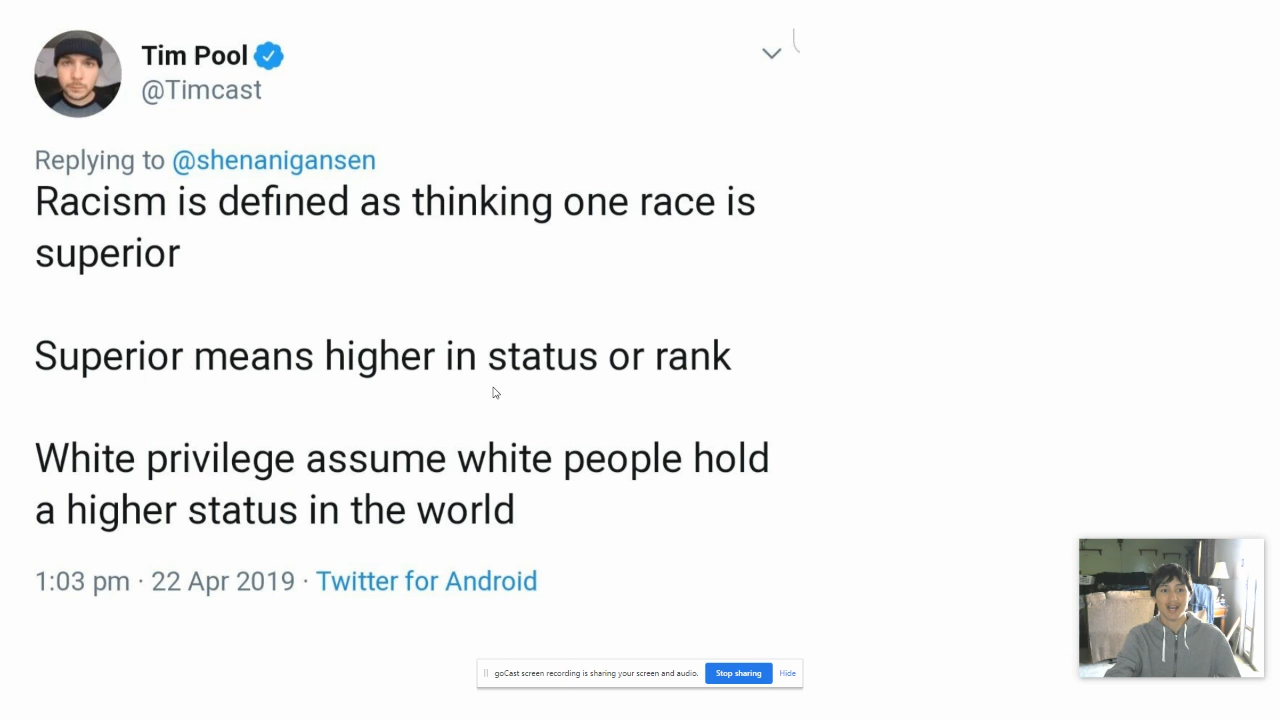 Tim Pool
@Timcast
Replying to @shenanigansen
Racism is defined as thinking one race is
superior
Superior means higher in status or rank
White privilege assume white people hold
a higher status in the world
1:03 pm · 22 Apr 2019 · Twitter for Android
goCast screen recording is sharing your screen and audio. Stop sharing Hide